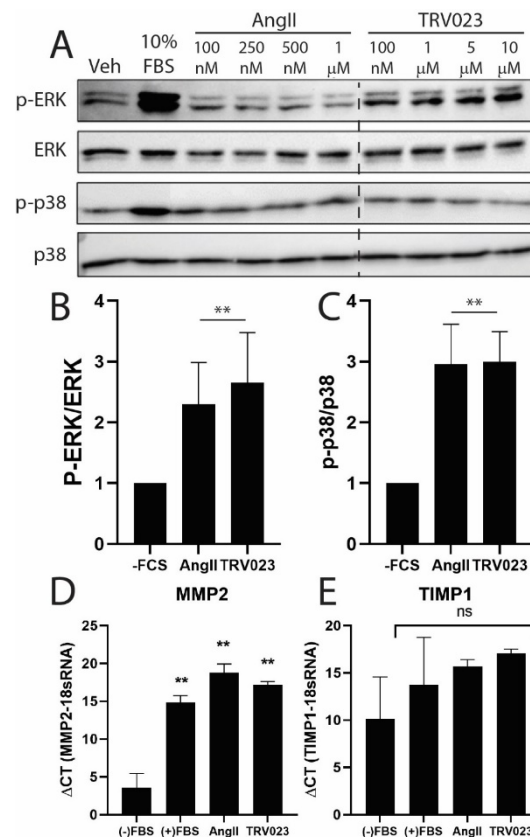 A
AngII TRV023
10% 100 250 500 1 100 1 5 10
Veh FBS nM nM nM μM nM μM μM μM
p-ERK
ERK
p-p38
p38
B
P-ERK/ERK
4
3
2
1
0
**
-FCS AngII TRV023
C
p-p38/p38
4
3
2
1
0
**
-FCS AngII TRV023
D
MMP2
ΔCT (MMP2-18sRNA)
25
20
15
10
5
0
** ** **
(-)FBS (+)FBS AngII TRV023
E
TIMP1
ΔCT (TIMP1-18sRNA)
20
15
10
5
0
ns
(-)FBS (+)FBS AngII TRV023